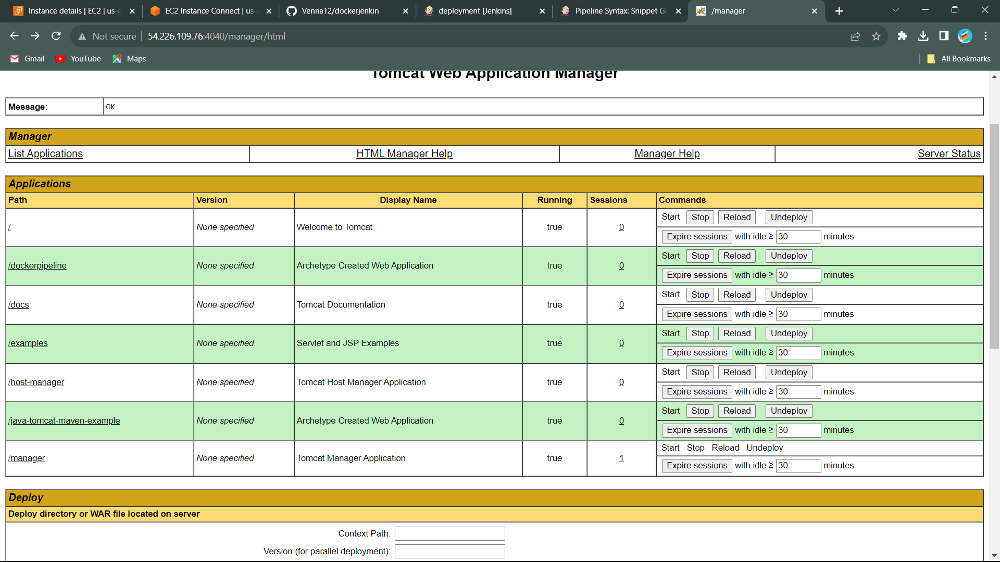 Instance details | EC2 | us-e
EC2 Instance Connect | us-
Venna12/dockerjenkin
deployment [Jenkins]
Pipeline Syntax: Snippet Ge
/manager
Not secure
54.226.109.76:4040/manager/html
Gmail
YouTube
Maps
All Bookmarks
Tomcat Web Application Manager
Message: OK
Manager
List Applications HTML Manager Help Manager Help Server Status
Applications
Path Version Display Name Running Sessions Commands
/ None specified Welcome to Tomcat true 0 Start Stop Reload Undeploy
Expire sessions with idle ≥ 30 minutes
/dockerpipeline None specified Archetype Created Web Application true 0 Start Stop Reload Undeploy
Expire sessions with idle ≥ 30 minutes
/docs None specified Tomcat Documentation true 0 Start Stop Reload Undeploy
Expire sessions with idle ≥ 30 minutes
/examples None specified Servlet and JSP Examples true 0 Start Stop Reload Undeploy
Expire sessions with idle ≥ 30 minutes
/host-manager None specified Tomcat Host Manager Application true 0 Start Stop Reload Undeploy
Expire sessions with idle ≥ 30 minutes
/java-tomcat-maven-example None specified Archetype Created Web Application true 0 Start Stop Reload Undeploy
Expire sessions with idle ≥ 30 minutes
/manager None specified Tomcat Manager Application true 1 Start Stop Reload Undeploy
Expire sessions with idle ≥ 30 minutes
Deploy
Deploy directory or WAR file located on server
Context Path:
Version (for parallel deployment):